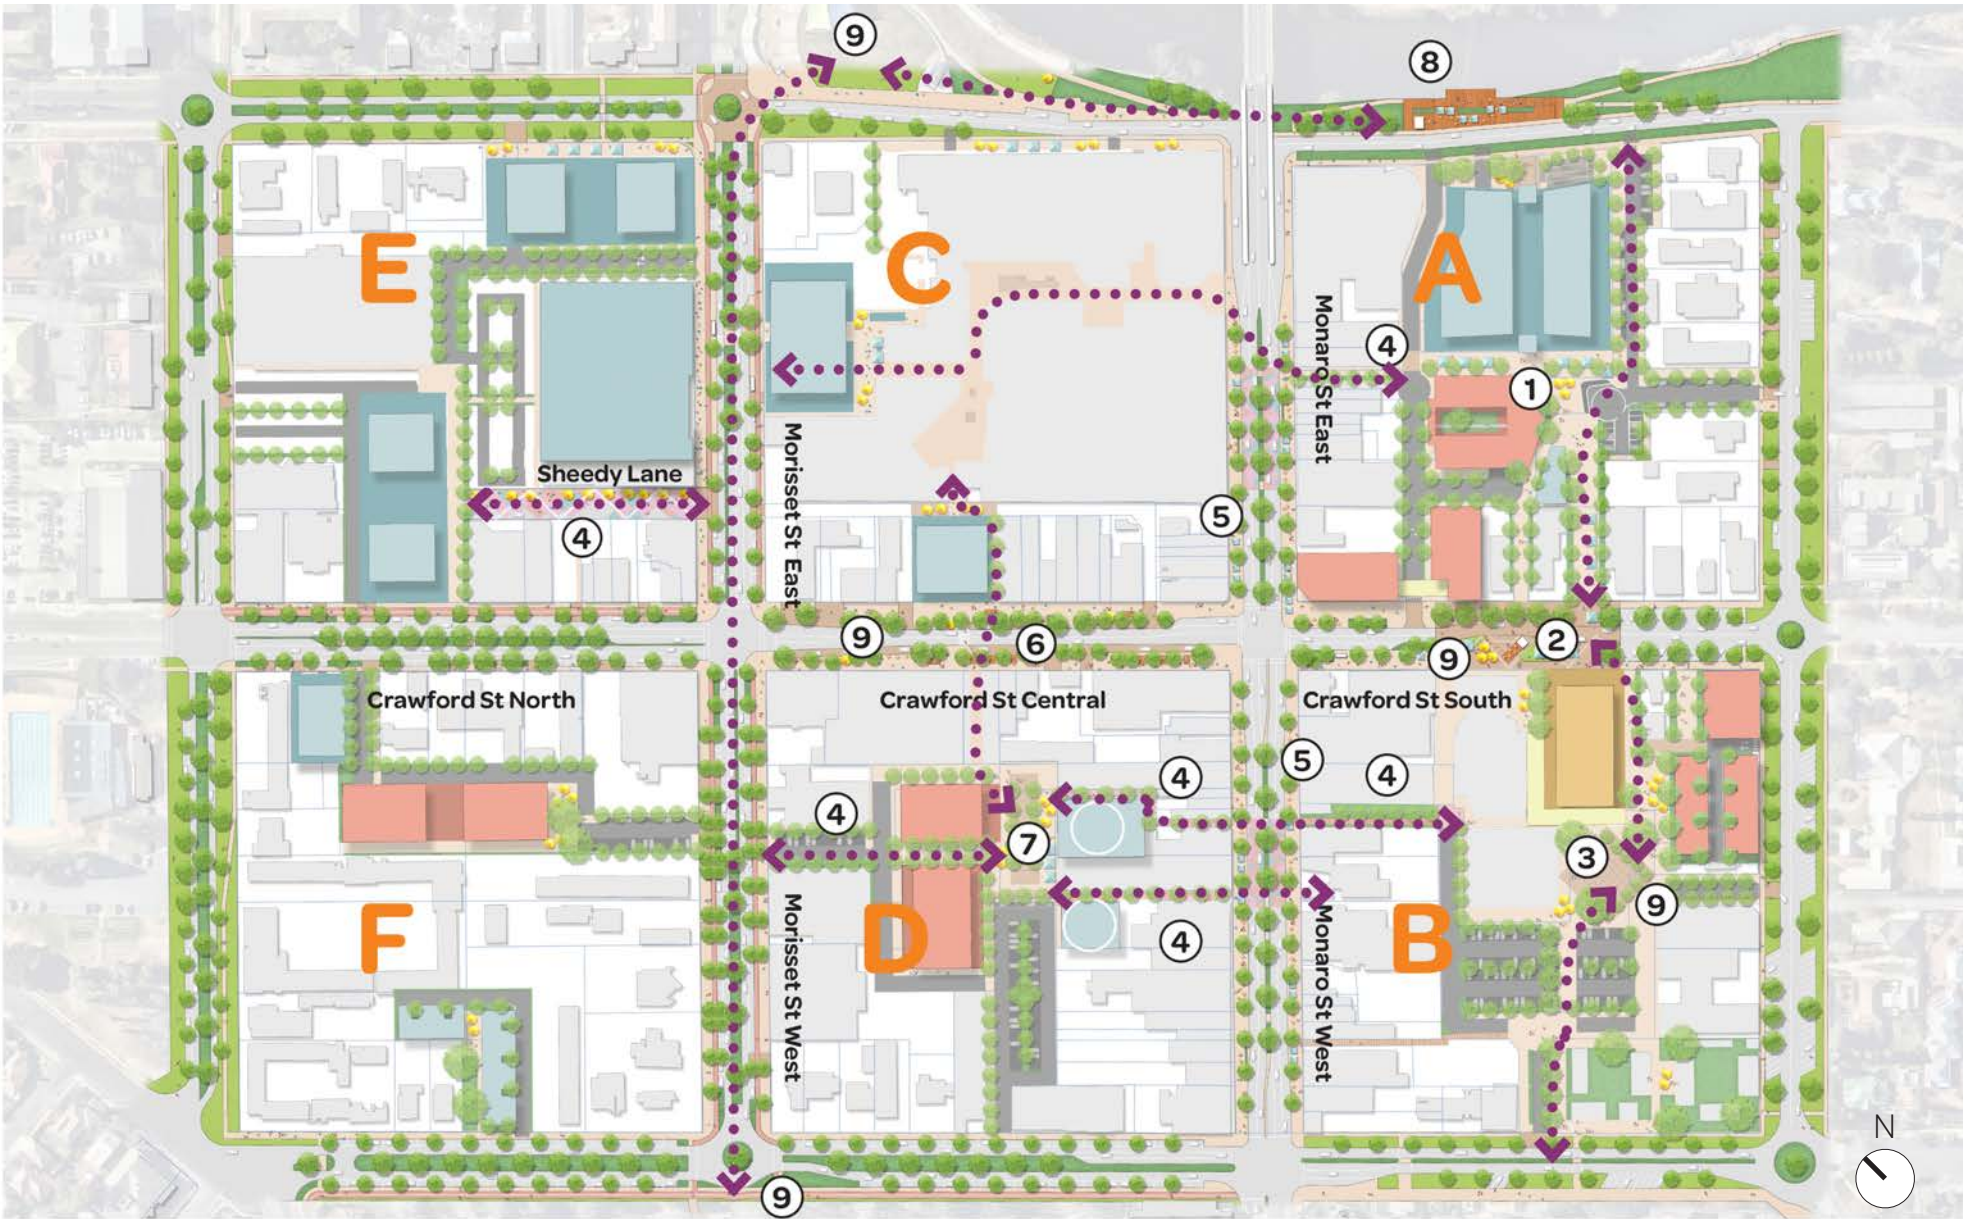 9
8
E
C
A
Monaro St East
4
1
Sheedy Lane
Morisset St East
5
4
9
6
9
2
Crawford St North
Crawford St Central
Crawford St South
5
4
4
4
7
3
9
F
D
B
4
Morisset St West
Monaro St West
N
9